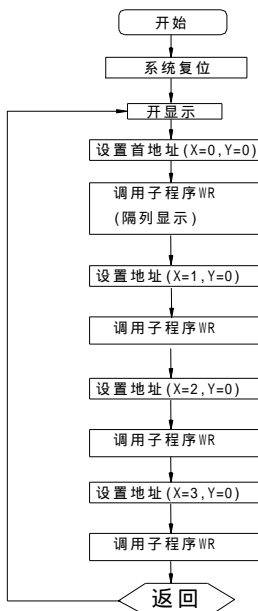 开始
系统复位
开显示
设置首地址(X=0,Y=0)
调用子程序WR
(隔列显示)
设置地址(X=1,Y=0)
调用子程序WR
设置地址(X=2,Y=0)
调用子程序WR
设置地址(X=3,Y=0)
调用子程序WR
返回